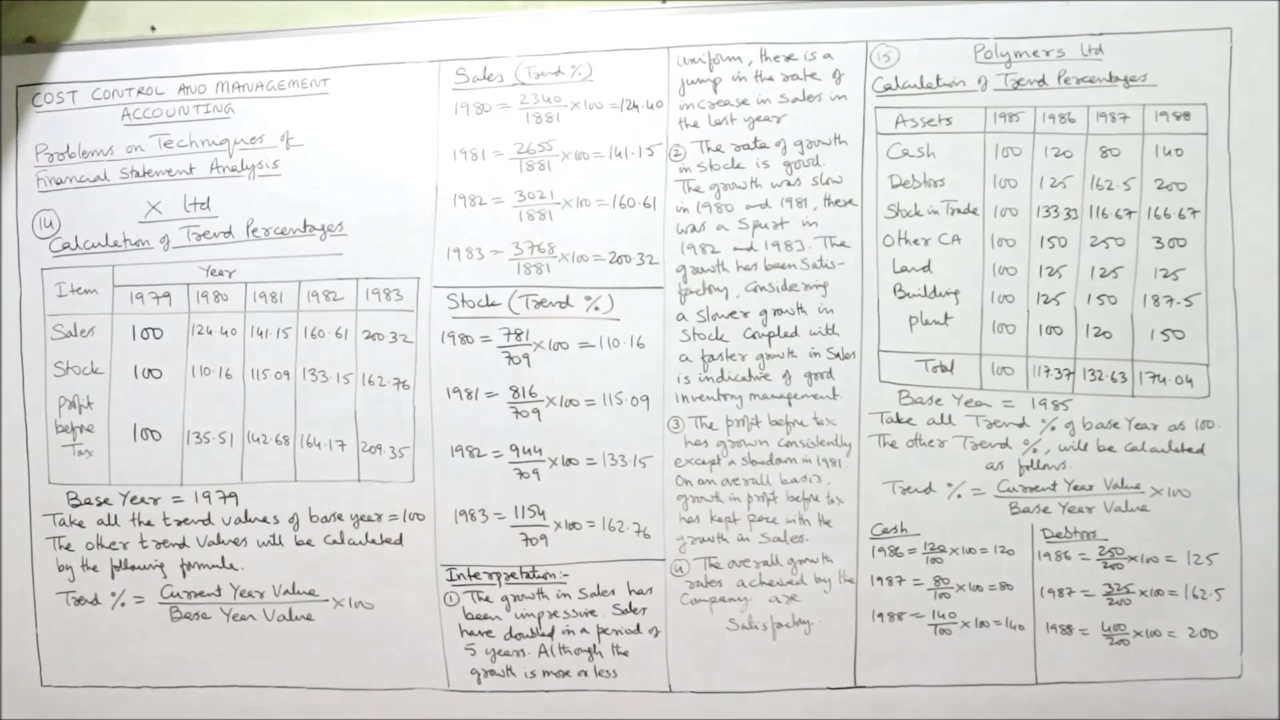 COST CONTROL AND MANAGEMENT
ACCOUNTING
Problems on Techniques of
Financial Statement Analysis
X Ltd
(14)
Calculation of Trend Percentages
Year
Item 1979 1980 1981 1982 1983
Sales 100 124.40 141.15 160.61 200.32
Stock 100 110.16 115.09 133.15 162.76
Profit
before
Tax 100 135.51 142.68 164.17 209.35
Base Year = 1979
Take all the trend values of base year = 100
The other trend values will be calculated
by the following formula.
Trend % = Current Year Value / Base Year Value × 100
Sales (Trend %)
1980 = 2340/1881 × 100 = 124.40
1981 = 2655/1881 × 100 = 141.15
1982 = 3021/1881 × 100 = 160.61
1983 = 3768/1881 × 100 = 200.32
Stock (Trend %)
1980 = 781/709 × 100 = 110.16
1981 = 816/709 × 100 = 115.09
1982 = 944/709 × 100 = 133.15
1983 = 1154/709 × 100 = 162.76
Interpretation:-
(1) The growth in Sales has
been impressive. Sales
have doubled in a period of
5 years. Although the
growth is more or less
uniform, there is a
jump in the rate of
increase in Sales in
the last year
(2) The rate of growth
in stock is good.
The growth was slow
in 1980 and 1981, there
was a Spurt in
1982 and 1983. The
growth has been Satis-
factory, considering
a slower growth in
Stock coupled with
a faster growth in Sales
is indicative of good
inventory management.
(3) The profit before tax
has grown consistently
except a slowdown in 1981.
On an overall basis,
growth in profit before tax
has kept pace with the
growth in Sales.
(4) The overall growth
rates achieved by the
Company are
Satisfactory.
(15) Polymers Ltd
Calculation of Trend Percentages
Assets 1985 1986 1987 1988
Cash 100 120 80 140
Debtors 100 125 162.5 200
Stock in Trade 100 133.33 116.67 166.67
Other CA 100 150 250 300
Land 100 125 125 125
Building 100 125 150 187.5
plant 100 100 120 150
Total 100 117.37 132.63 174.04
Base Year = 1985
Take all Trend % of base Year as 100.
The other Trend %, will be calculated
as follows.
Trend % = Current Year Value / Base Year Value × 100
Cash
1986 = 120/100 × 100 = 120
1987 = 80/100 × 100 = 80
1988 = 140/100 × 100 = 140
Debtors
1986 = 250/200 × 100 = 125
1987 = 325/200 × 100 = 162.5
1988 = 400/200 × 100 = 200